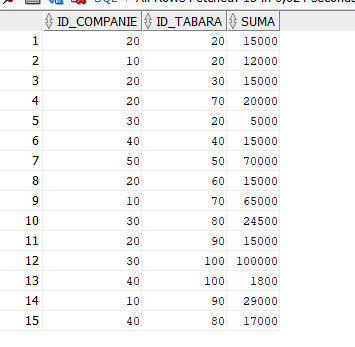 SQL | All Rows Fetched: 15 in 0,024 seconds
ID_COMPANIE ID_TABARA SUMA
1 20 20 15000
2 10 20 12000
3 20 30 15000
4 20 70 20000
5 30 20 5000
6 40 40 15000
7 50 50 70000
8 20 60 15000
9 10 70 65000
10 30 80 24500
11 20 90 15000
12 30 100 100000
13 40 100 1800
14 10 90 29000
15 40 80 17000